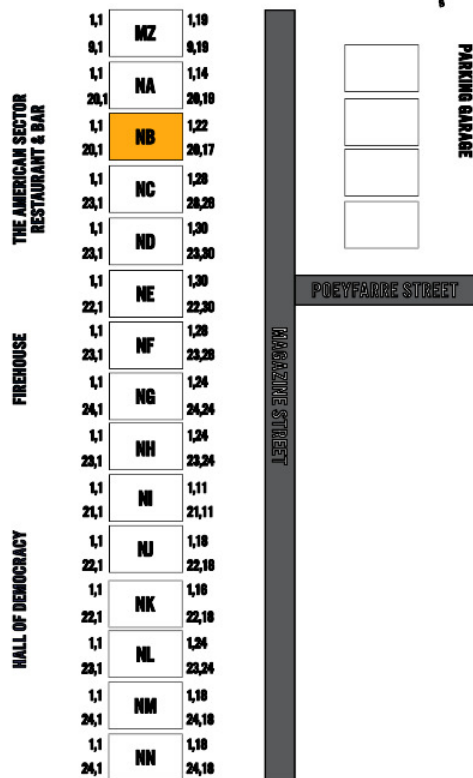 1,1 MZ 1,19
9,1 9,19
1,1 NA 1,14
20,1 20,19
1,1 NB 1,22
20,1 20,17
1,1 NC 1,28
23,1 28,28
1,1 ND 1,30
23,1 23,30
1,1 NE 1,30
22,1 22,30
1,1 NF 1,28
23,1 23,28
1,1 NG 1,24
24,1 24,24
1,1 NH 1,24
23,1 23,24
1,1 NI 1,11
21,1 21,11
1,1 NJ 1,18
22,1 22,18
1,1 NK 1,16
22,1 22,18
1,1 NL 1,24
23,1 23,24
1,1 NM 1,18
24,1 24,18
1,1 NN 1,18
24,1 24,18
THE AMERICAN SECTOR
RESTAURANT & BAR
FIREHOUSE
HALL OF DEMOCRACY
MAGAZINE STREET
POEYFARRE STREET
PARKING GARAGE